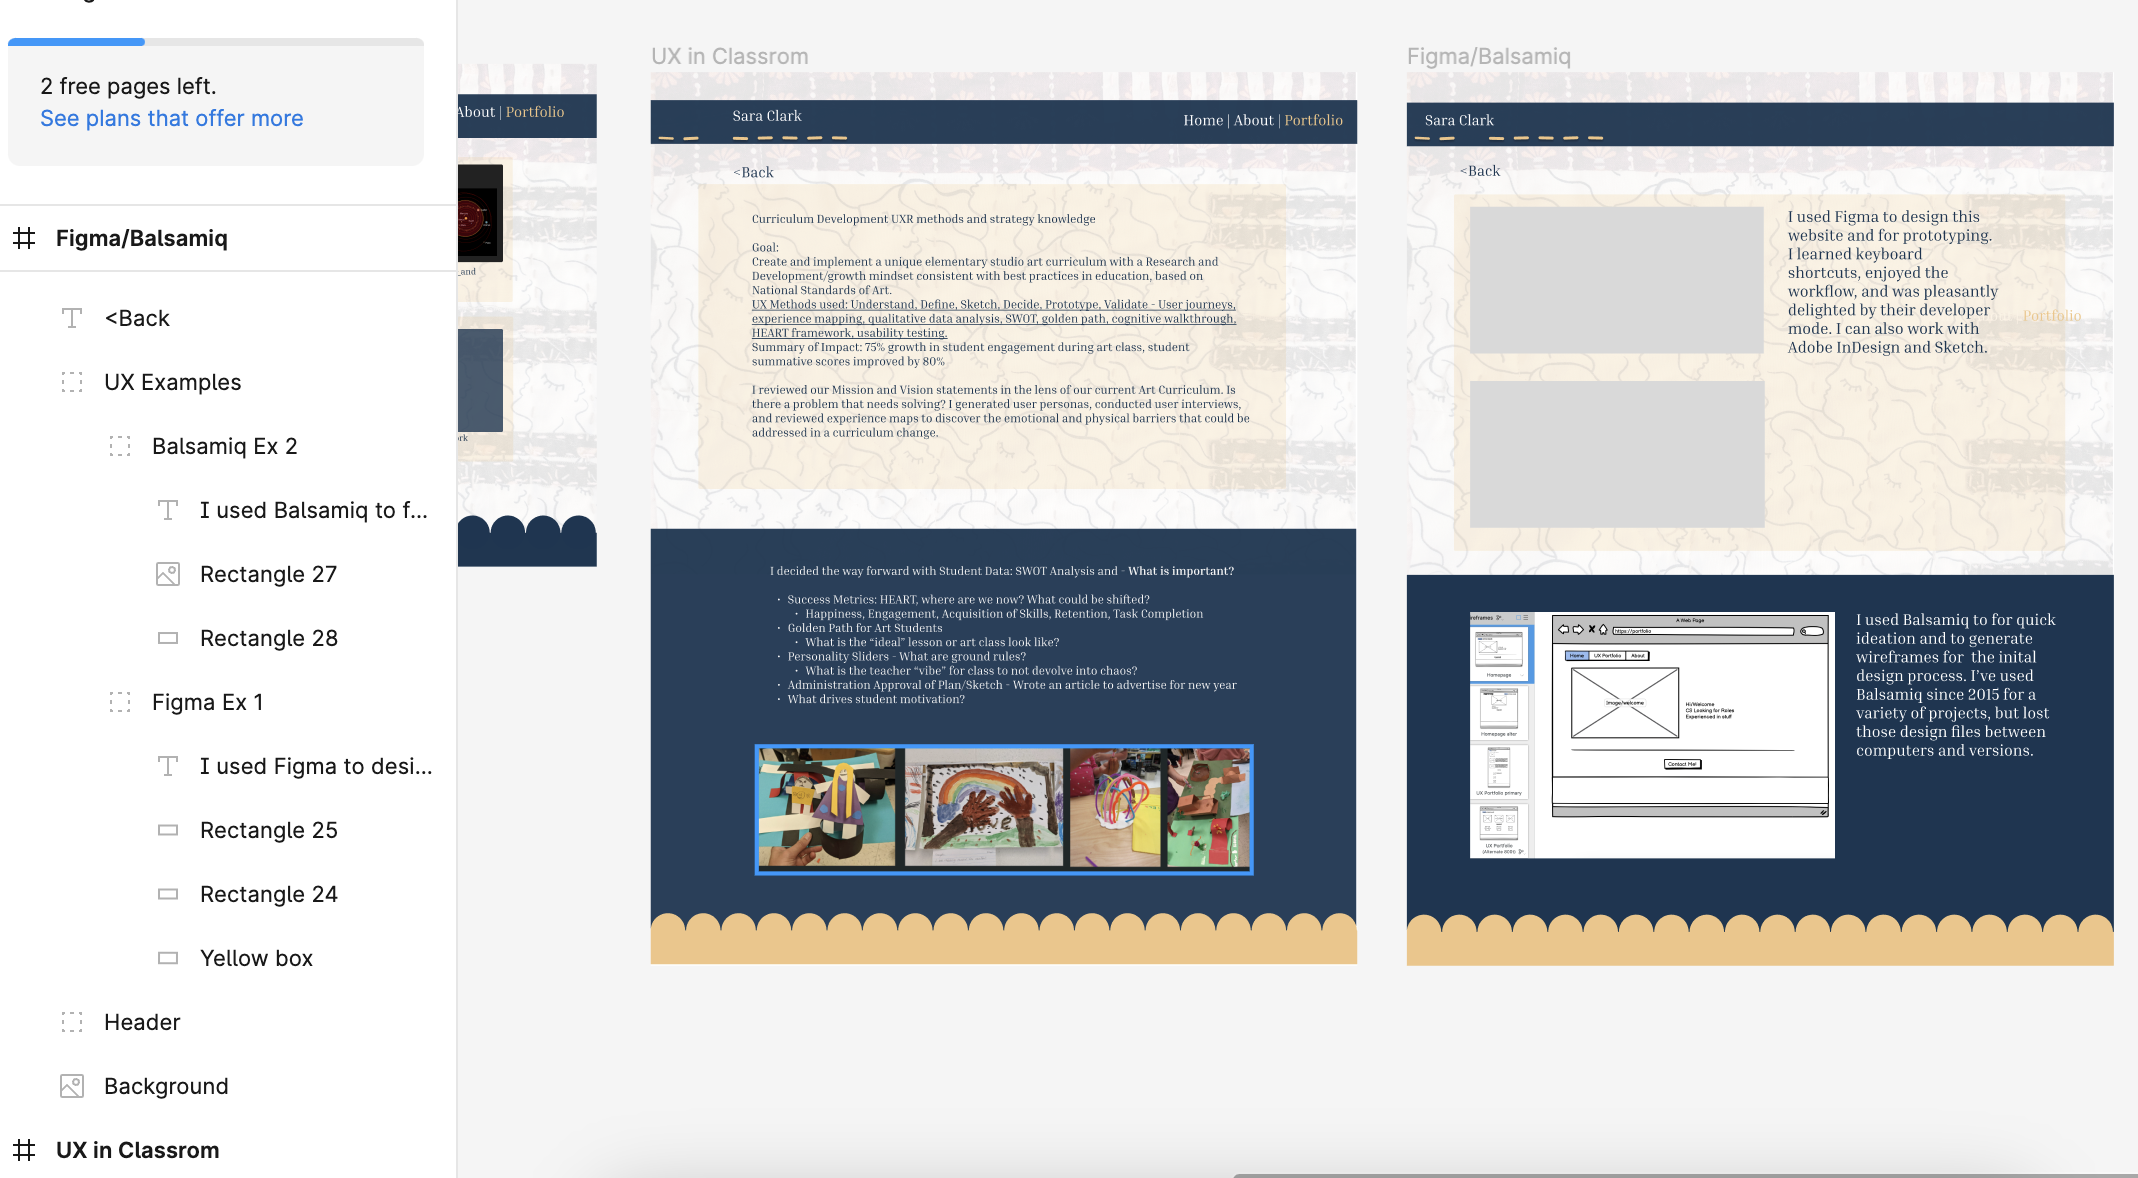 2 free pages left.
See plans that offer more
Figma/Balsamiq
<Back
UX Examples
Balsamiq Ex 2
I used Balsamiq to f...
Rectangle 27
Rectangle 28
Figma Ex 1
I used Figma to desi...
Rectangle 25
Rectangle 24
Yellow box
Header
Background
UX in Classrom
About | Portfolio
UX in Classrom
Sara Clark
Home | About | Portfolio
<Back
Curriculum Development UXR methods and strategy knowledge
Goal:
Create and implement a unique elementary studio art curriculum with a Research and
Development/growth mindset consistent with best practices in education, based on
National Standards of Art.
UX Methods used: Understand, Define, Sketch, Decide, Prototype, Validate - User journeys,
experience mapping, qualitative data analysis, SWOT, golden path, cognitive walkthrough,
HEART framework, usability testing.
Summary of Impact: 75% growth in student engagement during art class, student
summative scores improved by 80%
I reviewed our Mission and Vision statements in the lens of our current Art Curriculum. Is
there a problem that needs solving? I generated user personas, conducted user interviews,
and reviewed experience maps to discover the emotional and physical barriers that could be
addressed in a curriculum change.
I decided the way forward with Student Data: SWOT Analysis and - What is important?
• Success Metrics: HEART, where are we now? What could be shifted?
• Happiness, Engagement, Acquisition of Skills, Retention, Task Completion
• Golden Path for Art Students
• What is the “ideal” lesson or art class look like?
• Personality Sliders - What are ground rules?
• What is the teacher “vibe” for class to not devolve into chaos?
• Administration Approval of Plan/Sketch - Wrote an article to advertise for new year
• What drives student motivation?
Figma/Balsamiq
Sara Clark
<Back
I used Figma to design this
website and for prototyping.
I learned keyboard
shortcuts, enjoyed the
workflow, and was pleasantly
delighted by their developer
mode. I can also work with
Adobe InDesign and Sketch.
Portfolio
I used Balsamiq to for quick
ideation and to generate
wireframes for the inital
design process. I’ve used
Balsamiq since 2015 for a
variety of projects, but lost
those design files between
computers and versions.
Homepage
Homepage alter
UX Portfolio primary
UX Portfolio
A Web Page
https://portfolio
Home
UX Portfolio
About
Image/welcome
Hi/Welcome
CS Looking for Roles
Experienced in stuff
Contact Me!